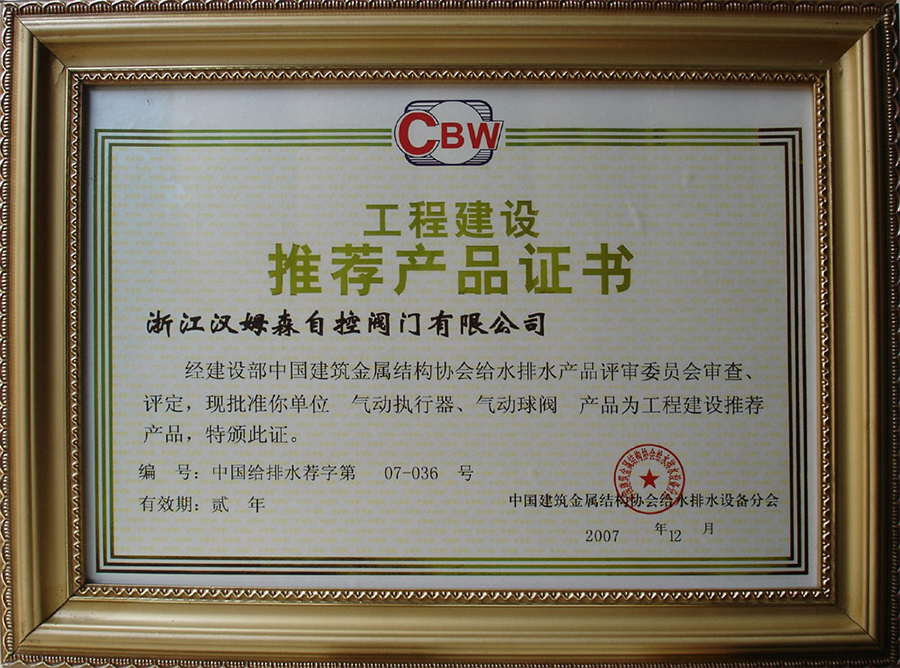 CBW
工程建设
推荐产品证书
浙江汉姆森自控阀门有限公司
经建设部中国建筑金属结构协会给水排水产品评审委员会审查、
评定，现批准你单位 气动执行器、气动球阀 产品为工程建设推荐
产品，特颁此证。
编 号：中国给排水荐字第 07-036 号
有效期：贰 年
中国建筑金属结构协会给水排水设备分会
2007 年12 月